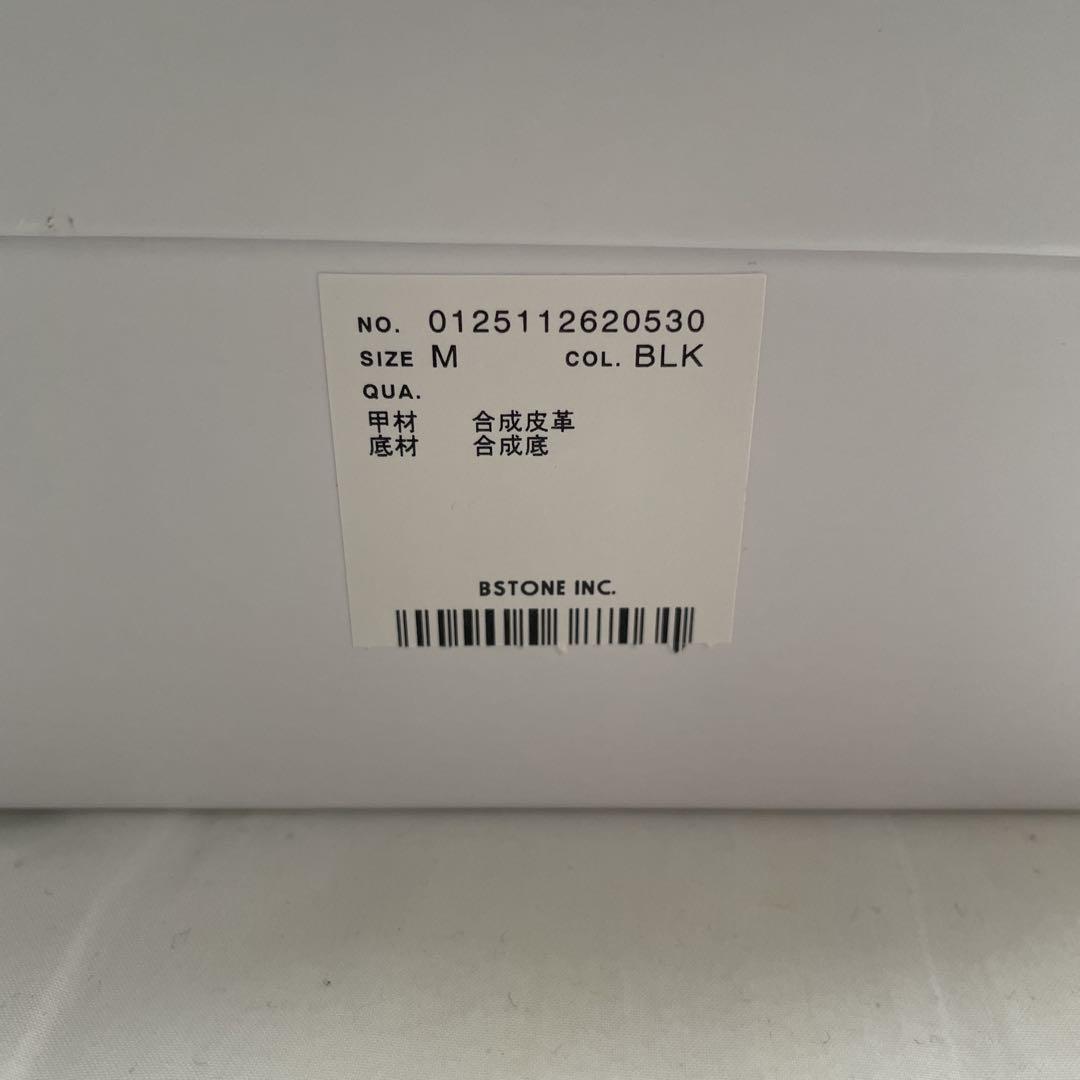 NO. 0125112620530
SIZE M COL. BLK
QUA.
甲材 合成皮革
底材 合成底
BSTONE INC.